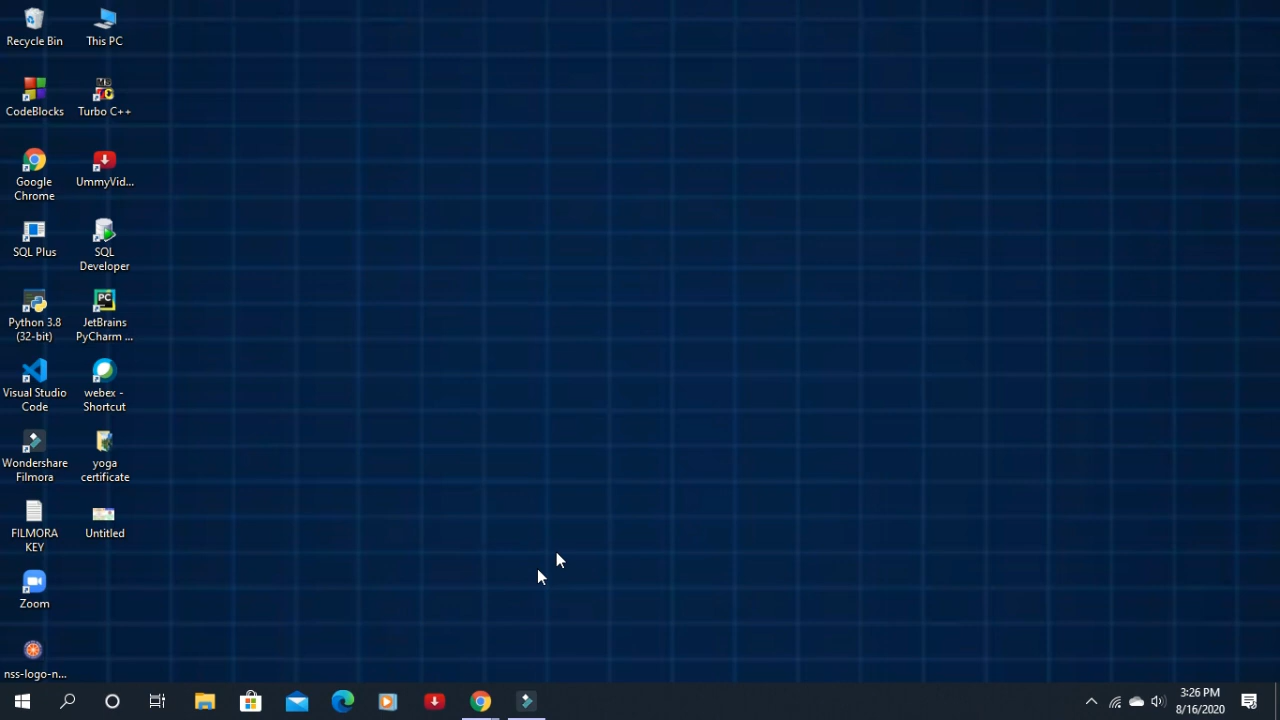 Recycle Bin
This PC
CodeBlocks
MB
Turbo C++
Google
Chrome
UmmyVid...
SQL Plus
SQL
Developer
Python 3.8
(32-bit)
PC
JetBrains
PyCharm ...
Visual Studio
Code
webex -
Shortcut
Wondershare
Filmora
yoga
certificate
FILMORA
KEY
Untitled
Zoom
nss-logo-n...
3:26 PM
8/16/2020